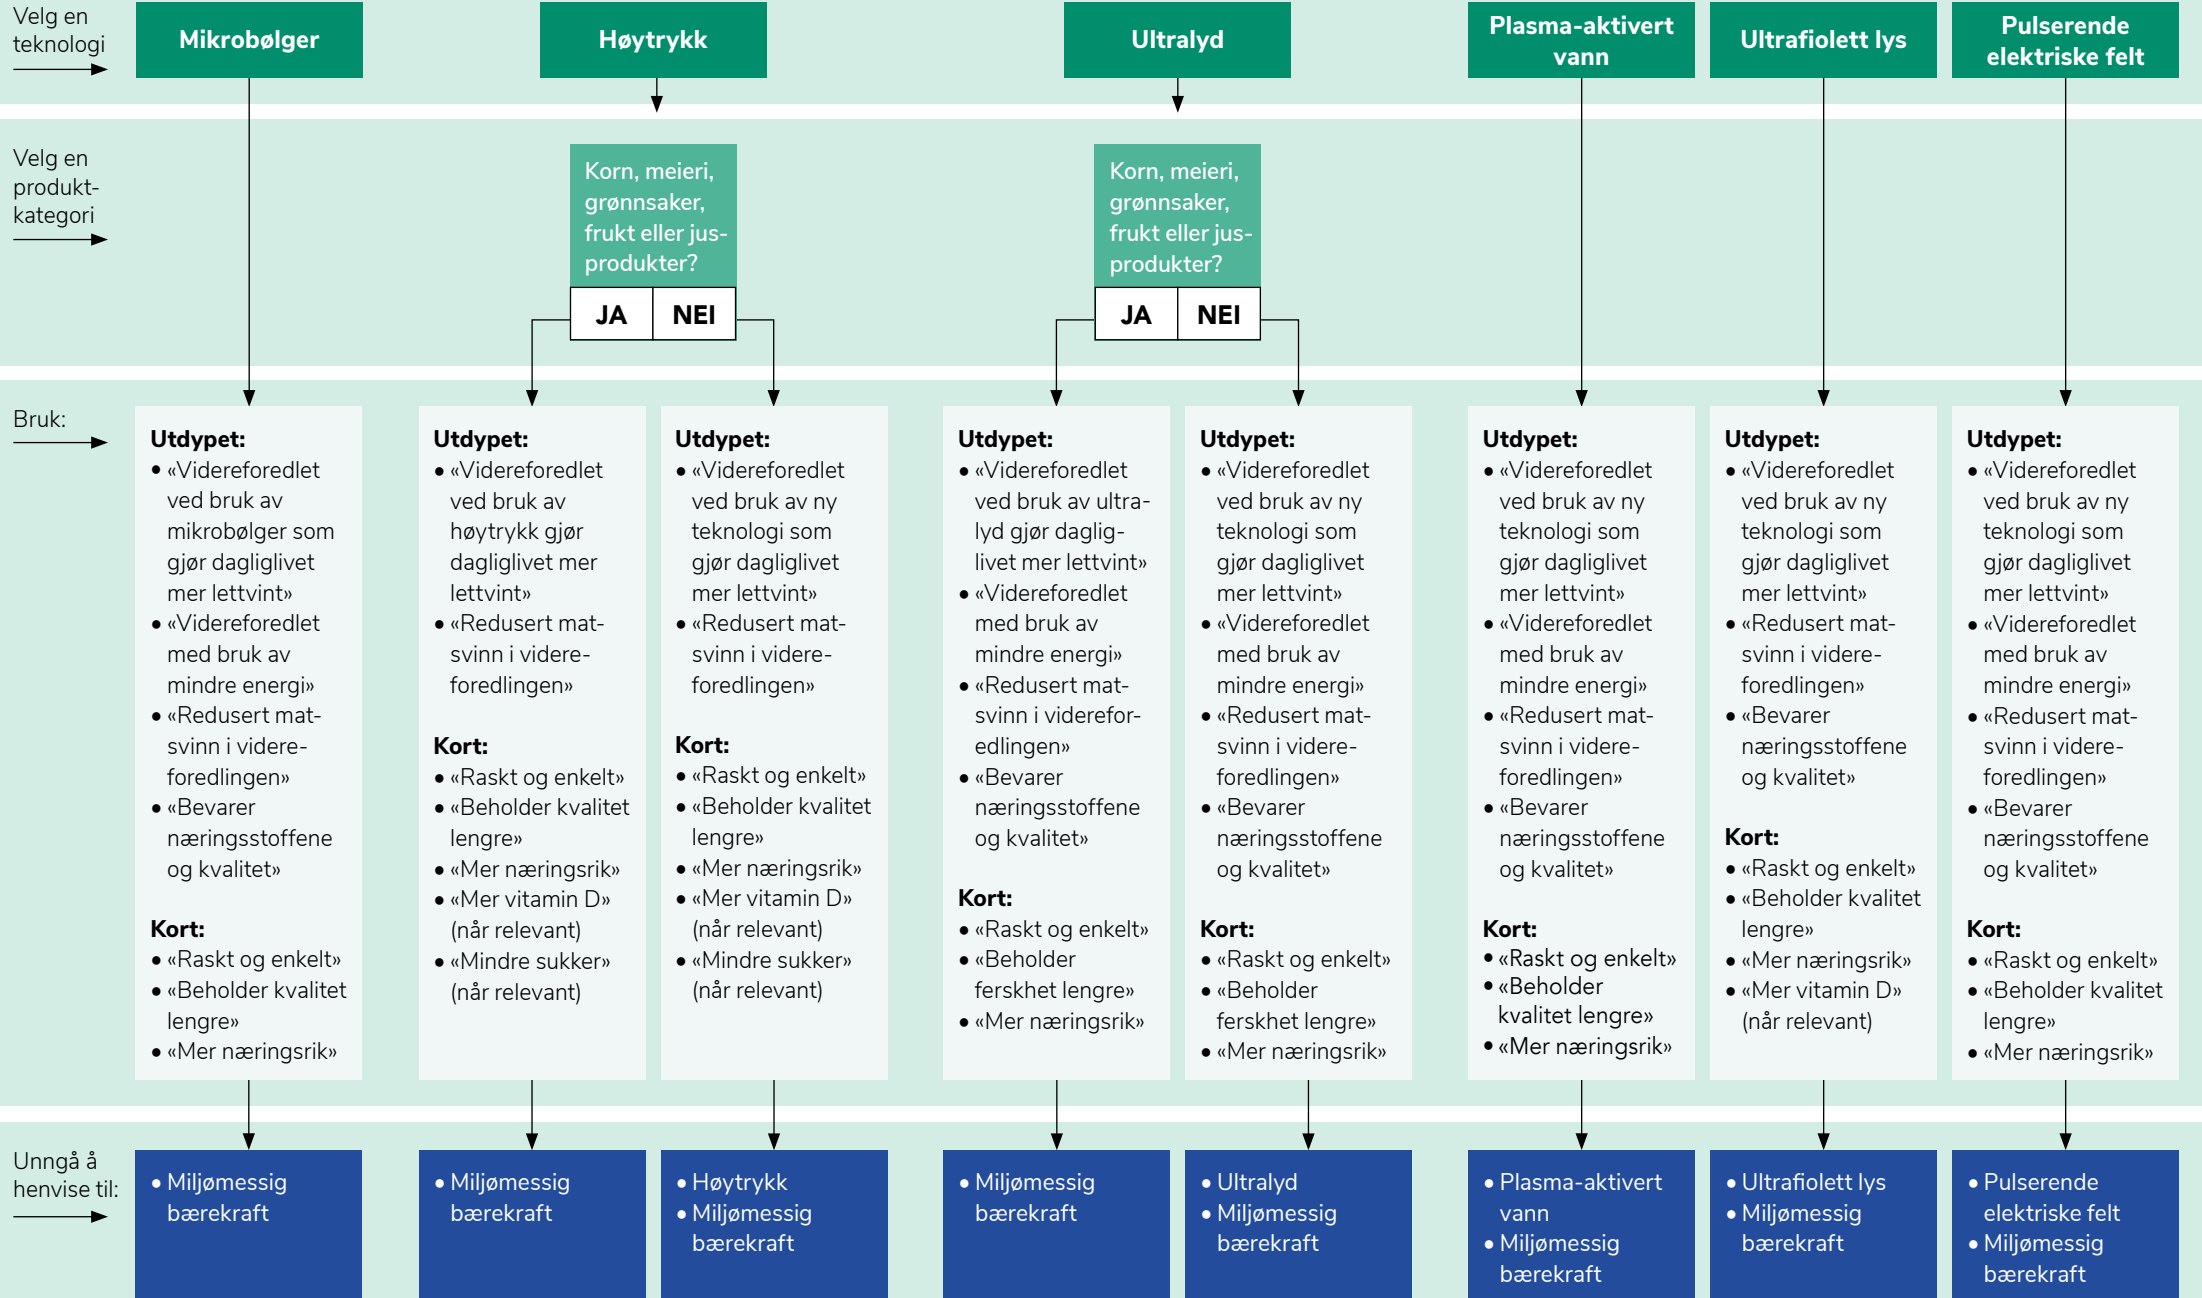 Velg en
teknologi
Mikrobølger
Høytrykk
Ultralyd
Plasma-aktivert
vann
Ultrafiolett lys
Pulserende
elektriske felt
Velg en
produkt-
kategori
Korn, meieri,
grønnsaker,
frukt eller jus-
produkter?
JA
NEI
Korn, meieri,
grønnsaker,
frukt eller jus-
produkter?
JA
NEI
Bruk:
Utdypet:
• «Videreforedlet
ved bruk av
mikrobølger som
gjør dagliglivet
mer lettvint»
• «Videreforedlet
med bruk av
mindre energi»
• «Redusert mat-
svinn i videre-
foredlingen»
• «Bevarer
næringsstoffene
og kvalitet»
Kort:
• «Raskt og enkelt»
• «Beholder kvalitet
lengre»
• «Mer næringsrik»
Utdypet:
• «Videreforedlet
ved bruk av
høytrykk gjør
dagliglivet mer
lettvint»
• «Redusert mat-
svinn i videre-
foredlingen»
Kort:
• «Raskt og enkelt»
• «Beholder kvalitet
lengre»
• «Mer næringsrik»
• «Mer vitamin D»
(når relevant)
• «Mindre sukker»
(når relevant)
Utdypet:
• «Videreforedlet
ved bruk av ny
teknologi som
gjør dagliglivet
mer lettvint»
• «Redusert mat-
svinn i videre-
foredlingen»
Kort:
• «Raskt og enkelt»
• «Beholder kvalitet
lengre»
• «Mer næringsrik»
• «Mer vitamin D»
(når relevant)
• «Mindre sukker»
(når relevant)
Utdypet:
• «Videreforedlet
ved bruk av ultra-
lyd gjør daglig-
livet mer lettvint»
• «Videreforedlet
med bruk av
mindre energi»
• «Redusert mat-
svinn i viderefor-
edlingen»
• «Bevarer
næringsstoffene
og kvalitet»
Kort:
• «Raskt og enkelt»
• «Beholder
ferskhet lengre»
• «Mer næringsrik»
Utdypet:
• «Videreforedlet
ved bruk av ny
teknologi som
gjør dagliglivet
mer lettvint»
• «Videreforedlet
med bruk av
mindre energi»
• «Redusert mat-
svinn i videre-
foredlingen»
• «Bevarer
næringsstoffene
og kvalitet»
Kort:
• «Raskt og enkelt»
• «Beholder
ferskhet lengre»
• «Mer næringsrik»
Utdypet:
• «Videreforedlet
ved bruk av ny
teknologi som
gjør dagliglivet
mer lettvint»
• «Videreforedlet
med bruk av
mindre energi»
• «Redusert mat-
svinn i videre-
foredlingen»
• «Bevarer
næringsstoffene
og kvalitet»
Kort:
• «Raskt og enkelt»
• «Beholder
kvalitet lengre»
• «Mer næringsrik»
Utdypet:
• «Videreforedlet
ved bruk av ny
teknologi som
gjør dagliglivet
mer lettvint»
• «Redusert mat-
svinn i videre-
foredlingen»
• «Bevarer
næringsstoffene
og kvalitet»
Kort:
• «Raskt og enkelt»
• «Beholder kvalitet
lengre»
• «Mer næringsrik»
• «Mer vitamin D»
(når relevant)
Utdypet:
• «Videreforedlet
ved bruk av ny
teknologi som
gjør dagliglivet
mer lettvint»
• «Videreforedlet
med bruk av
mindre energi»
• «Redusert mat-
svinn i videre-
foredlingen»
• «Bevarer
næringsstoffene
og kvalitet»
Kort:
• «Raskt og enkelt»
• «Beholder kvalitet
lengre»
• «Mer næringsrik»
Unngå å
henvise til:
• Miljømessig
bærekraft
• Miljømessig
bærekraft
• Høytrykk
• Miljømessig
bærekraft
• Miljømessig
bærekraft
• Ultralyd
• Miljømessig
bærekraft
• Plasma-aktivert
vann
• Miljømessig
bærekraft
• Ultrafiolett lys
• Miljømessig
bærekraft
• Pulserende
elektriske felt
• Miljømessig
bærekraft